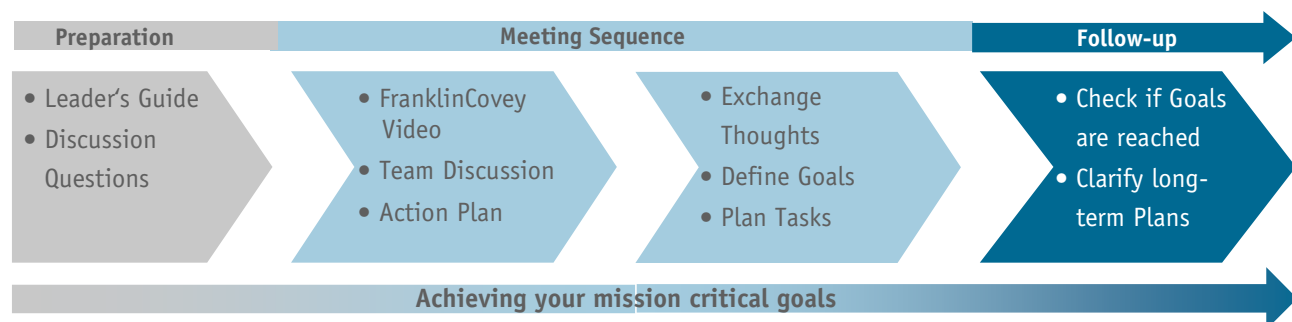 Preparation
Meeting Sequence
Follow-up
• Leader‘s Guide
• Discussion
Questions
• FranklinCovey
Video
• Team Discussion
• Action Plan
• Exchange
Thoughts
• Define Goals
• Plan Tasks
• Check if Goals
are reached
• Clarify long-
term Plans
Achieving your mission critical goals